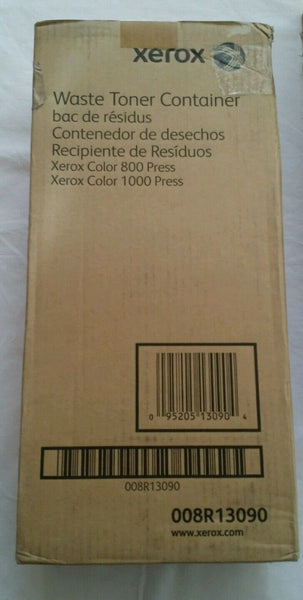 xerox
Waste Toner Container
bac de résidus
Contenedor de desechos
Recipiente de Resíduos
Xerox Color 800 Press
Xerox Color 1000 Press
0 95205 13090 4
008R13090
008R13090
www.xerox.com